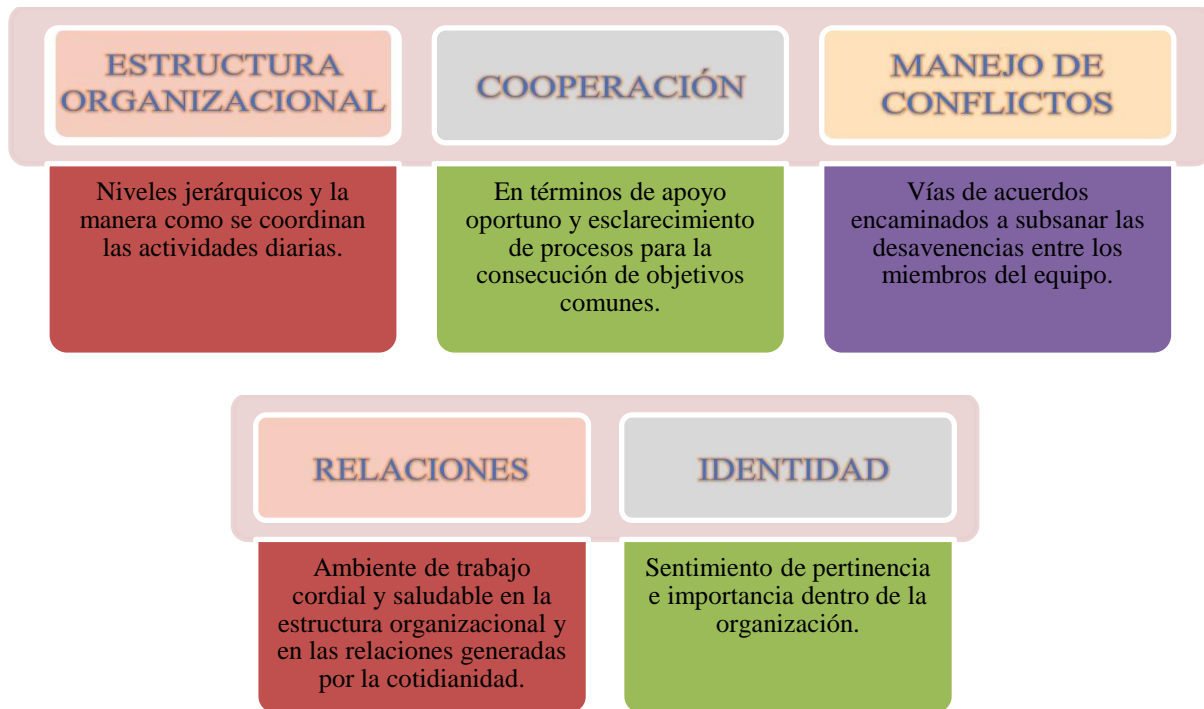 ESTRUCTURA
ORGANIZACIONAL
Niveles jerárquicos y la
manera como se coordinan
las actividades diarias.
COOPERACIÓN
En términos de apoyo
oportuno y esclarecimiento
de procesos para la
consecución de objetivos
comunes.
MANEJO DE
CONFLICTOS
Vías de acuerdos
encaminados a subsanar las
desavenencias entre los
miembros del equipo.
RELACIONES
Ambiente de trabajo
cordial y saludable en la
estructura organizacional y
en las relaciones generadas
por la cotidianidad.
IDENTIDAD
Sentimiento de pertinencia
e importancia dentro de la
organización.